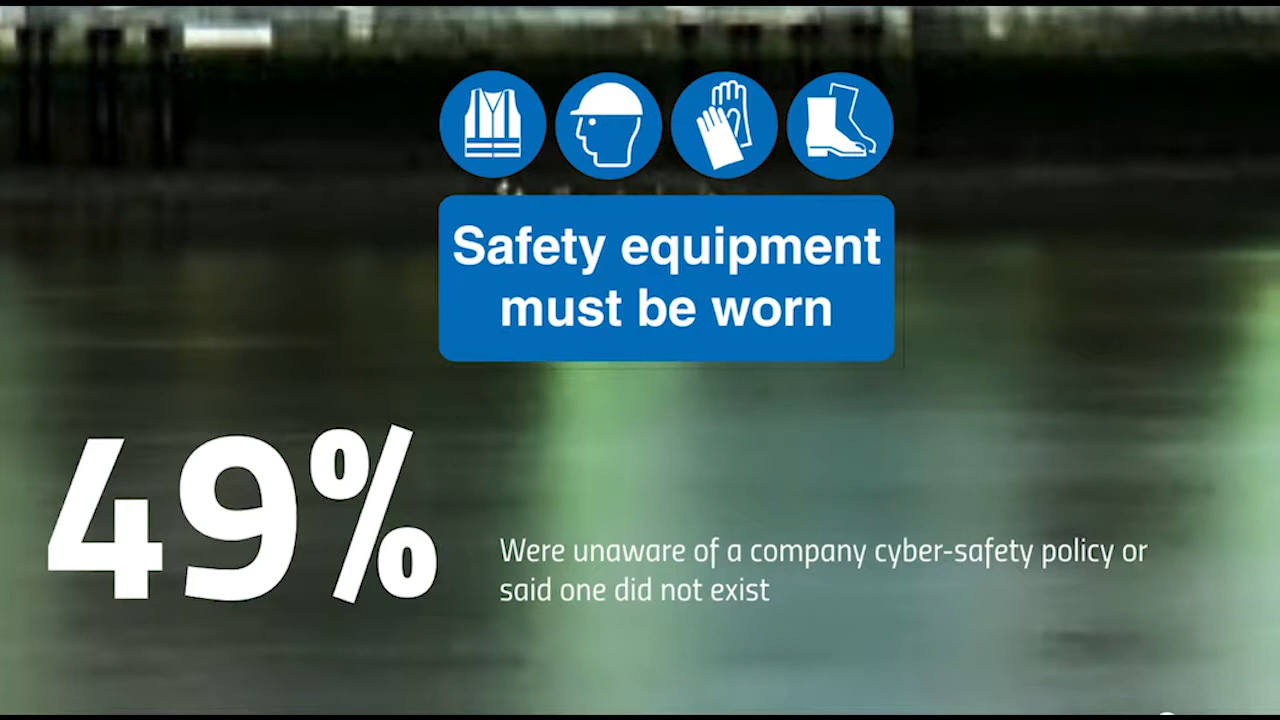 Safety equipment
must be worn
49%
Were unaware of a company cyber-safety policy or
said one did not exist